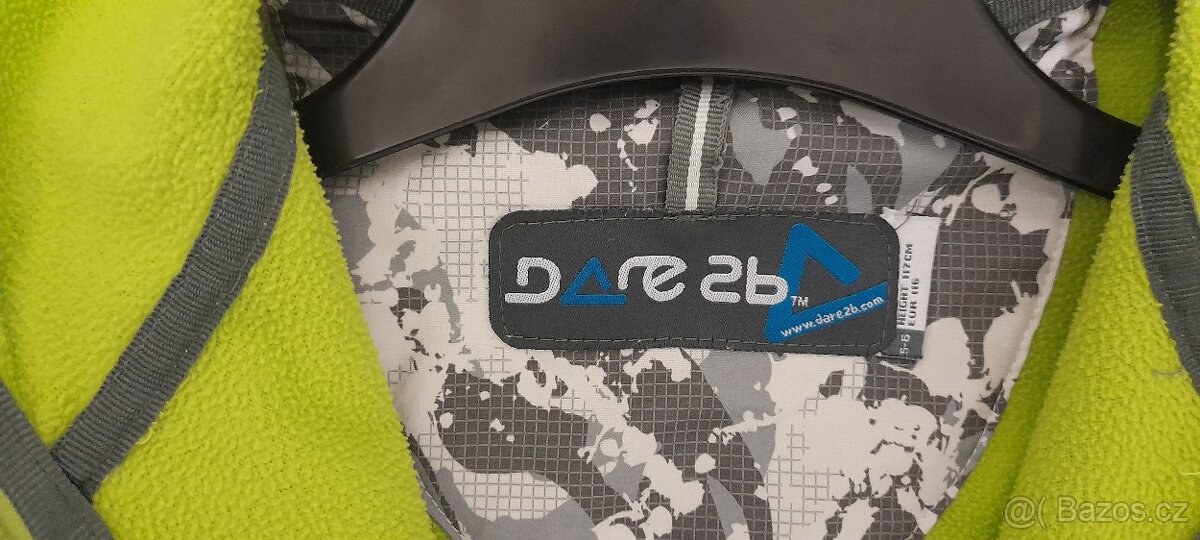 Dare 2b™
www.dare2b.com
5-6
HEIGHT 117CM
EUR 116
@( Bazos.cz